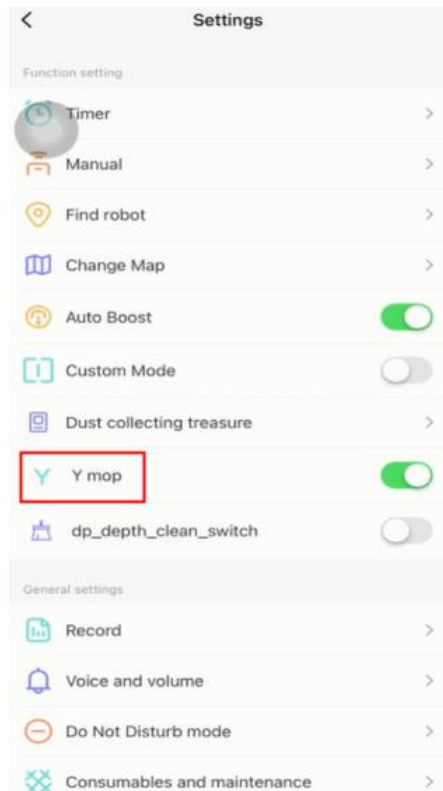 Settings
Function setting
Timer
Manual
Find robot
Change Map
Auto Boost
Custom Mode
Dust collecting treasure
Y mop
dp_depth_clean_switch
General settings
Record
Voice and volume
Do Not Disturb mode
Consumables and maintenance